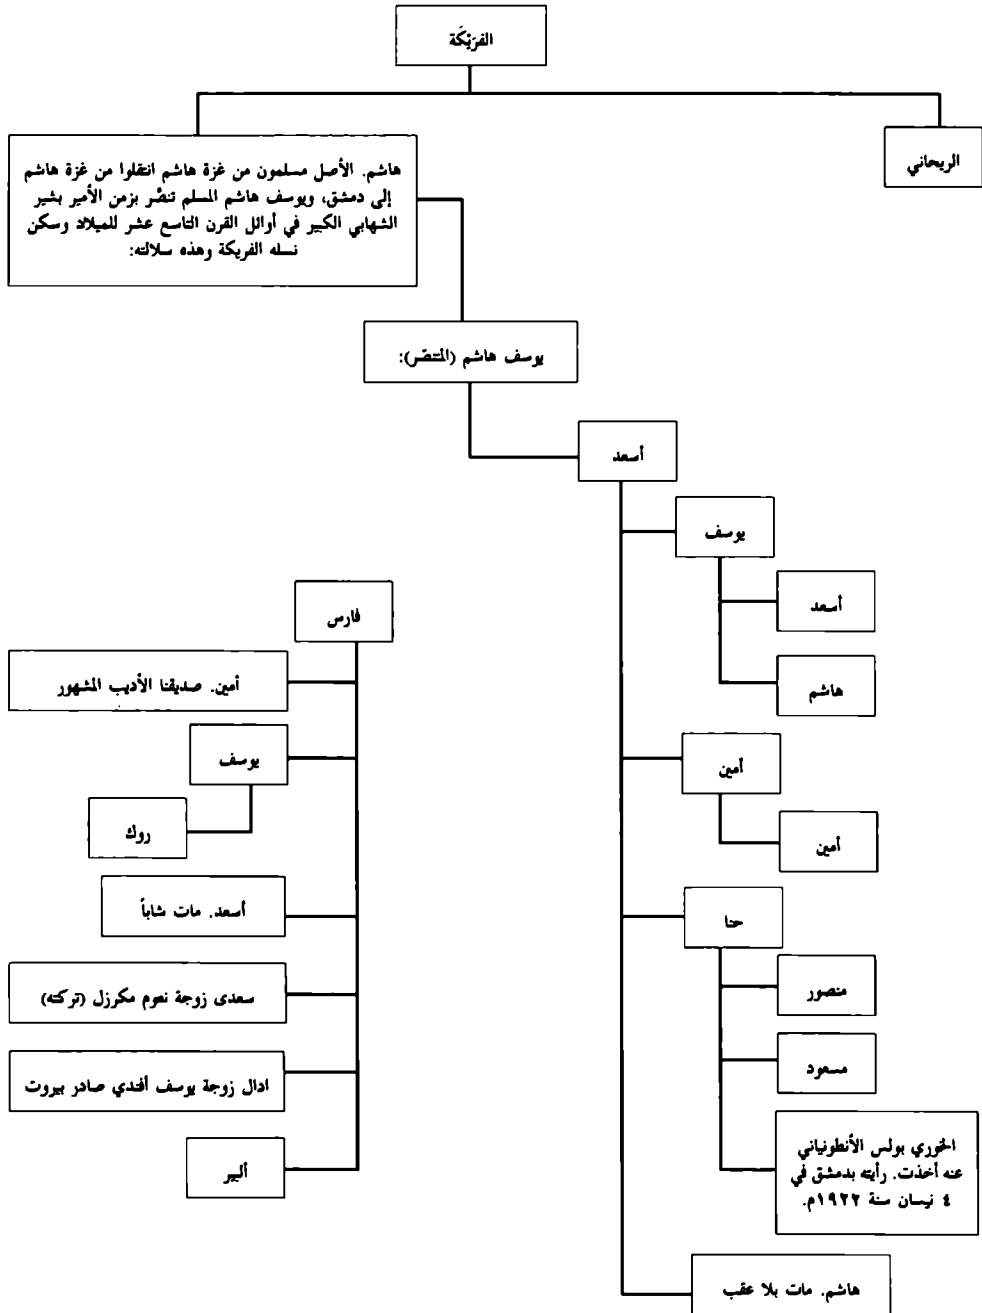 الفرَيْكَة
الريحاني
هاشم. الأصل مسلمون من غزة هاشم انتقلوا من غزة هاشم
إلى دمشق، ويوسف هاشم المسلم تنصَّر بزمن الأمير بشير
الشهابي الكبير في أوائل القرن التاسع عشر للميلاد وسكن
نسله الفريكة وهذه سلالته:
يوسف هاشم (المتنصّر):
أسعد
يوسف
أسعد
هاشم
أمين
أمين
حنا
منصور
مسعود
الخوري بولس الأنطونياني
عنه أخذت. رأيته بدمشق في
٤ نيسان سنة ١٩٢٢م.
هاشم. مات بلا عقب
فارس
أمين. صديقنا الأديب المشهور
يوسف
روك
أسعد. مات شاباً
سعدى زوجة نعوم مكرزل (تركته)
ادال زوجة يوسف أفندي صادر بيروت
ألبير